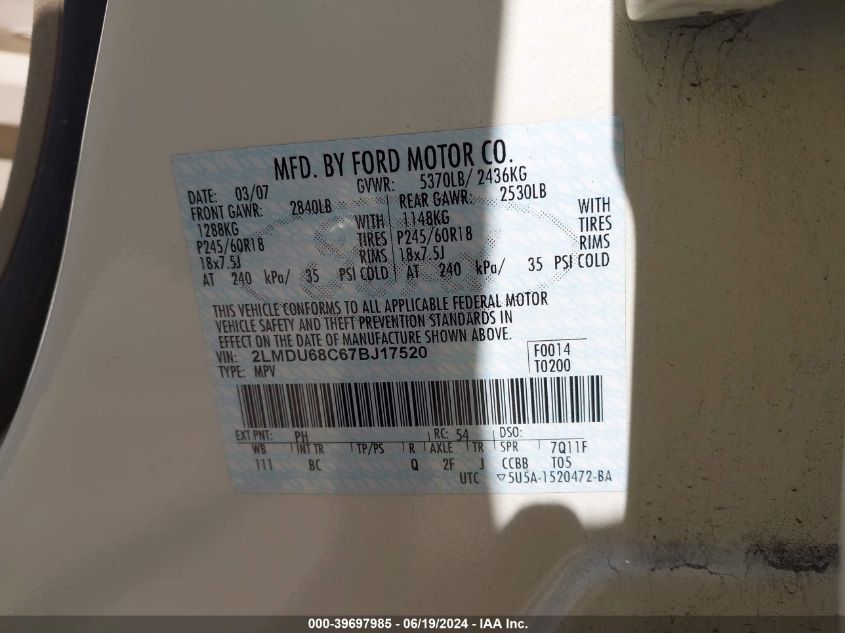 MFD. BY FORD MOTOR CO.
DATE: 03/07 GVWR: 5370LB/ 2436KG
FRONT GAWR: 2840LB REAR GAWR: 2530LB
1288KG WITH 1148KG WITH
P245/60R18 TIRES P245/60R18 TIRES
18x7.5J RIMS 18x7.5J RIMS
AT 240 kPa/ 35 PSI COLD AT 240 kPa/ 35 PSI COLD
THIS VEHICLE CONFORMS TO ALL APPLICABLE FEDERAL MOTOR
VEHICLE SAFETY AND THEFT PREVENTION STANDARDS IN
EFFECT ON THE DATE OF MANUFACTURE SHOWN ABOVE.
VIN: 2LMDU68C67BJ17520 F0014
TYPE: MPV T0200
EXT PNT: PH RC: 54 DSO:
WB INT TR TP/PS R AXLE TR SPR 7Q11F
111 BC Q 2F J CCBB T05
UTC ▽5U5A-1520472-BA
000-39697985 / 06/19/2024 - IAA Inc.